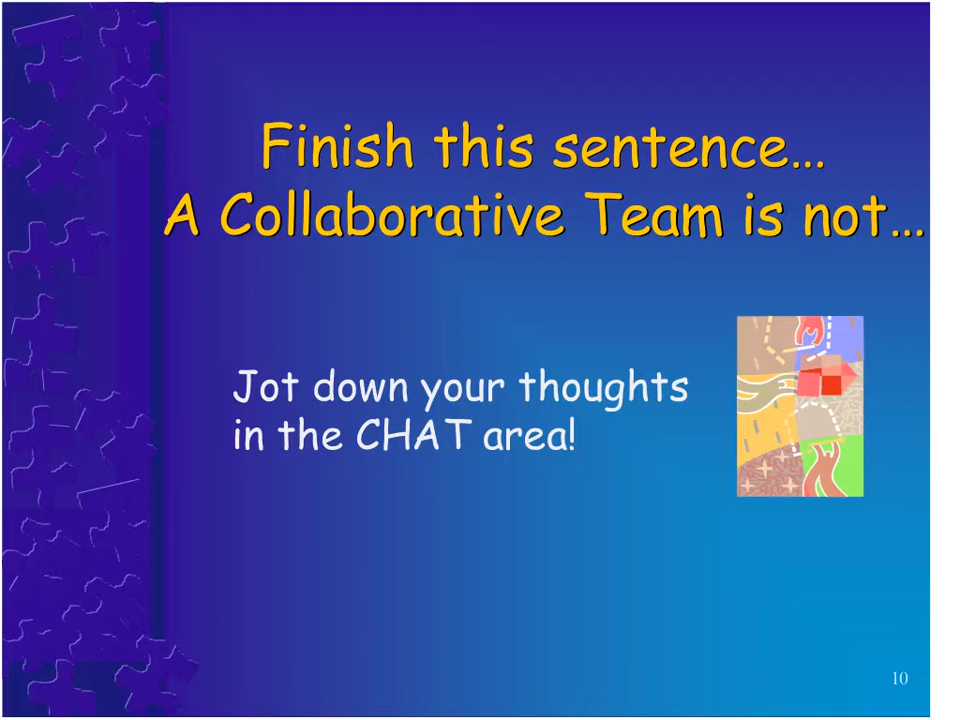 Finish this sentence…
A Collaborative Team is not…
Jot down your thoughts
in the CHAT area!
10